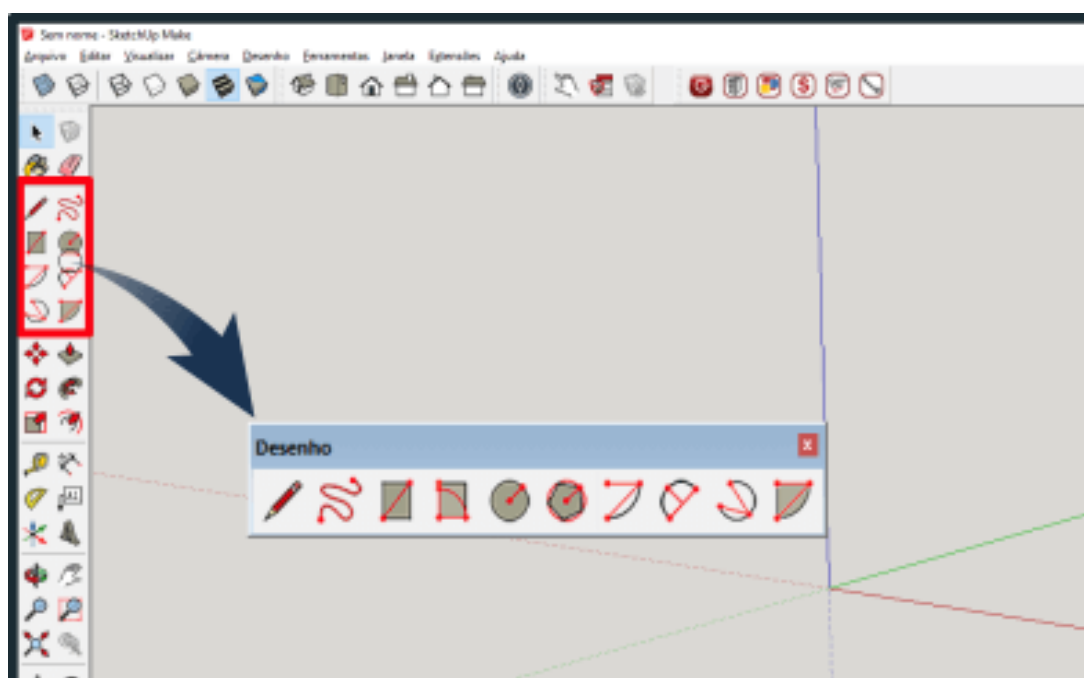 Sem nome - SketchUp Make
Arquivo Editar Visualizar Câmera Desenho Ferramentas Janela Extensões Ajuda
Desenho